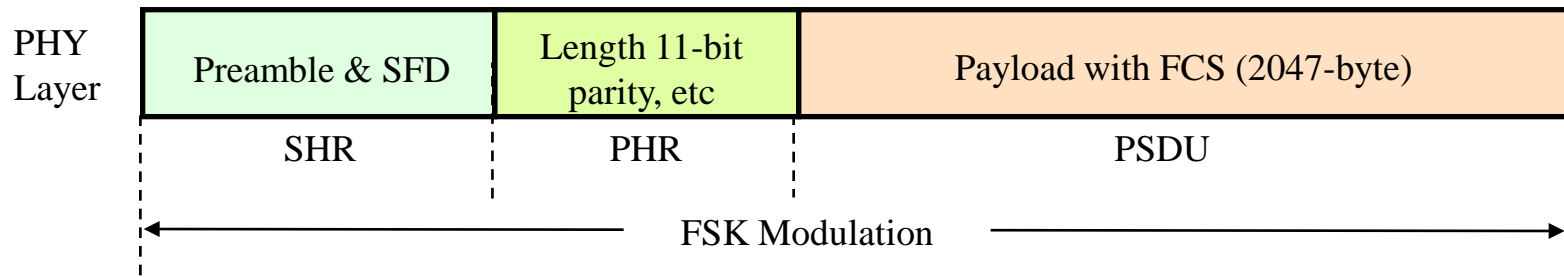 PHY
Layer
Preamble & SFD
Length 11-bit
parity, etc
Payload with FCS (2047-byte)
SHR
PHR
PSDU
FSK Modulation